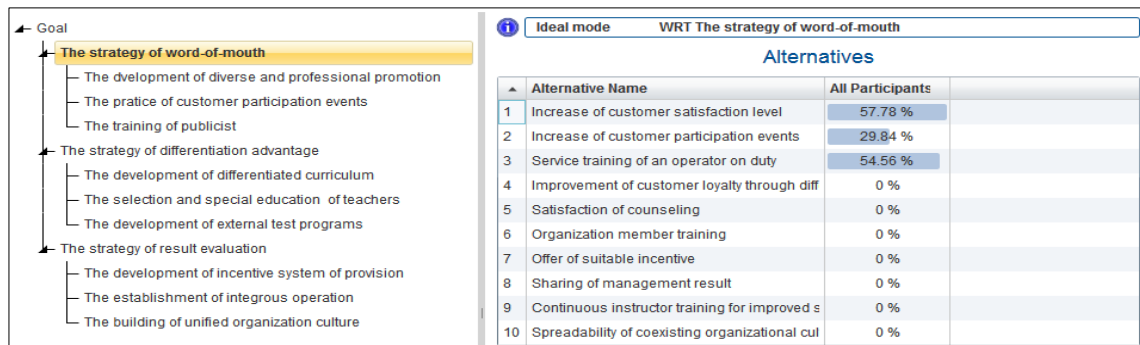 Goal
The strategy of word-of-mouth
The dvelopment of diverse and professional promotion
The pratice of customer participation events
The training of publicist
The strategy of differentiation advantage
The development of differentiated curriculum
The selection and special education of teachers
The development of external test programs
The strategy of result evaluation
The development of incentive system of provision
The establishment of integrous operation
The building of unified organization culture
Ideal mode WRT The strategy of word-of-mouth
Alternatives
Alternative Name All Participants
1 Increase of customer satisfaction level 57.78 %
2 Increase of customer participation events 29.84 %
3 Service training of an operator on duty 54.56 %
4 Improvement of customer loyalty through diff 0 %
5 Satisfaction of counseling 0 %
6 Organization member training 0 %
7 Offer of suitable incentive 0 %
8 Sharing of management result 0 %
9 Continuous instructor training for improved s 0 %
10 Spreadability of coexisting organizational cul 0 %